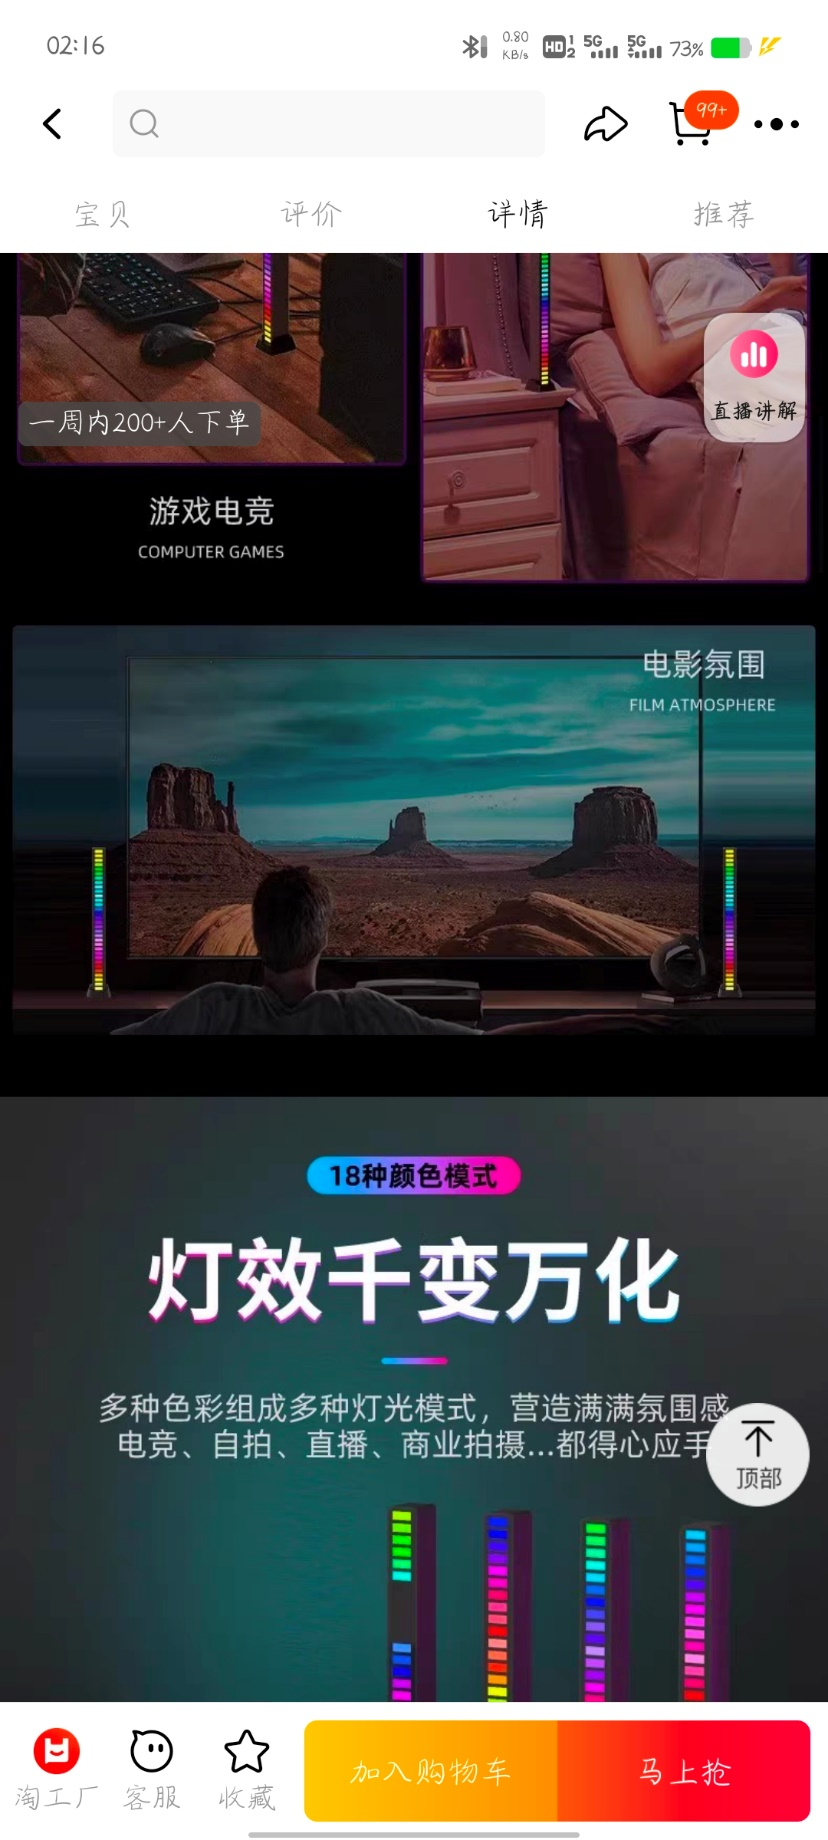 02:16
0.80
KB/s
HD 1 2
5G
5G
73%
99+
宝贝
评价
详情
推荐
直播讲解
一周内200+人下单
游戏电竞
COMPUTER GAMES
电影氛围
FILM ATMOSPHERE
18种颜色模式
灯效千变万化
多种色彩组成多种灯光模式，营造满满氛围感
电竞、自拍、直播、商业拍摄...都得心应手
顶部
淘工厂
客服
收藏
加入购物车
马上抢